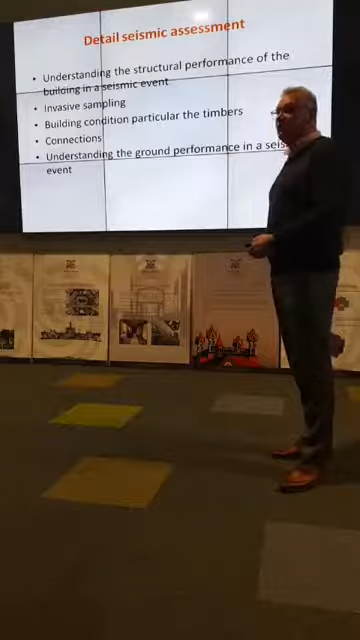 Detail seismic assessment
• Understanding the structural performance of the
building in a seismic event
• Invasive sampling
• Building condition particular the timbers
• Connections
• Understanding the ground performance in a seis
event